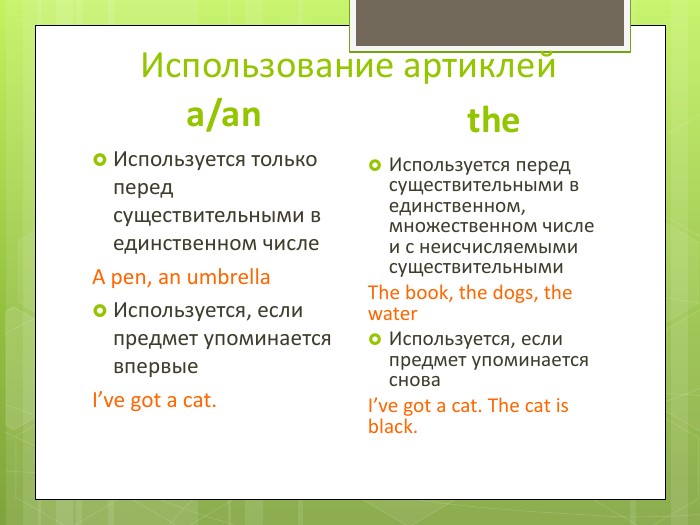 Использование артиклей
a/an
Используется только
перед
существительными в
единственном числе
A pen, an umbrella
Используется, если
предмет упоминается
впервые
I’ve got a cat.
the
Используется перед
существительными в
единственном,
множественном числе
и с неисчисляемыми
существительными
The book, the dogs, the
water
Используется, если
предмет упоминается
снова
I’ve got a cat. The cat is
black.